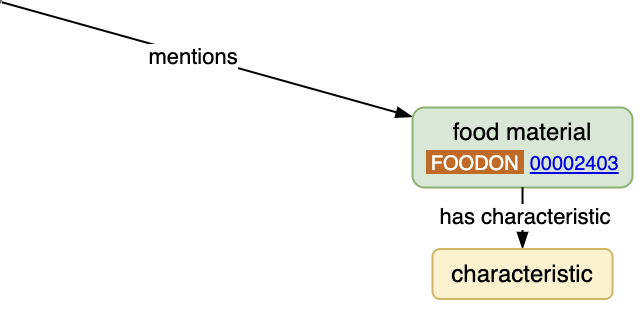 mentions
food material
FOODON 00002403
has characteristic
characteristic